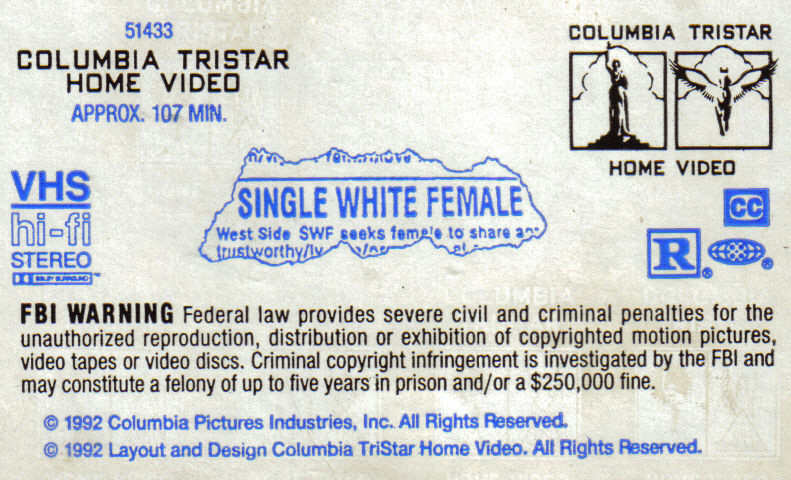 51433
COLUMBIA TRISTAR
HOME VIDEO
APPROX. 107 MIN.
COLUMBIA TRISTAR
HOME VIDEO
VHS
hi-fi
STEREO
DOLBY SURROUND™
SINGLE WHITE FEMALE
West Side SWF seeks female to share
trustworthy
CC
R®
®
FBI WARNING Federal law provides severe civil and criminal penalties for the
unauthorized reproduction, distribution or exhibition of copyrighted motion pictures,
video tapes or video discs. Criminal copyright infringement is investigated by the FBI and
may constitute a felony of up to five years in prison and/or a $250,000 fine.
© 1992 Columbia Pictures Industries, Inc. All Rights Reserved.
© 1992 Layout and Design Columbia TriStar Home Video. All Rights Reserved.